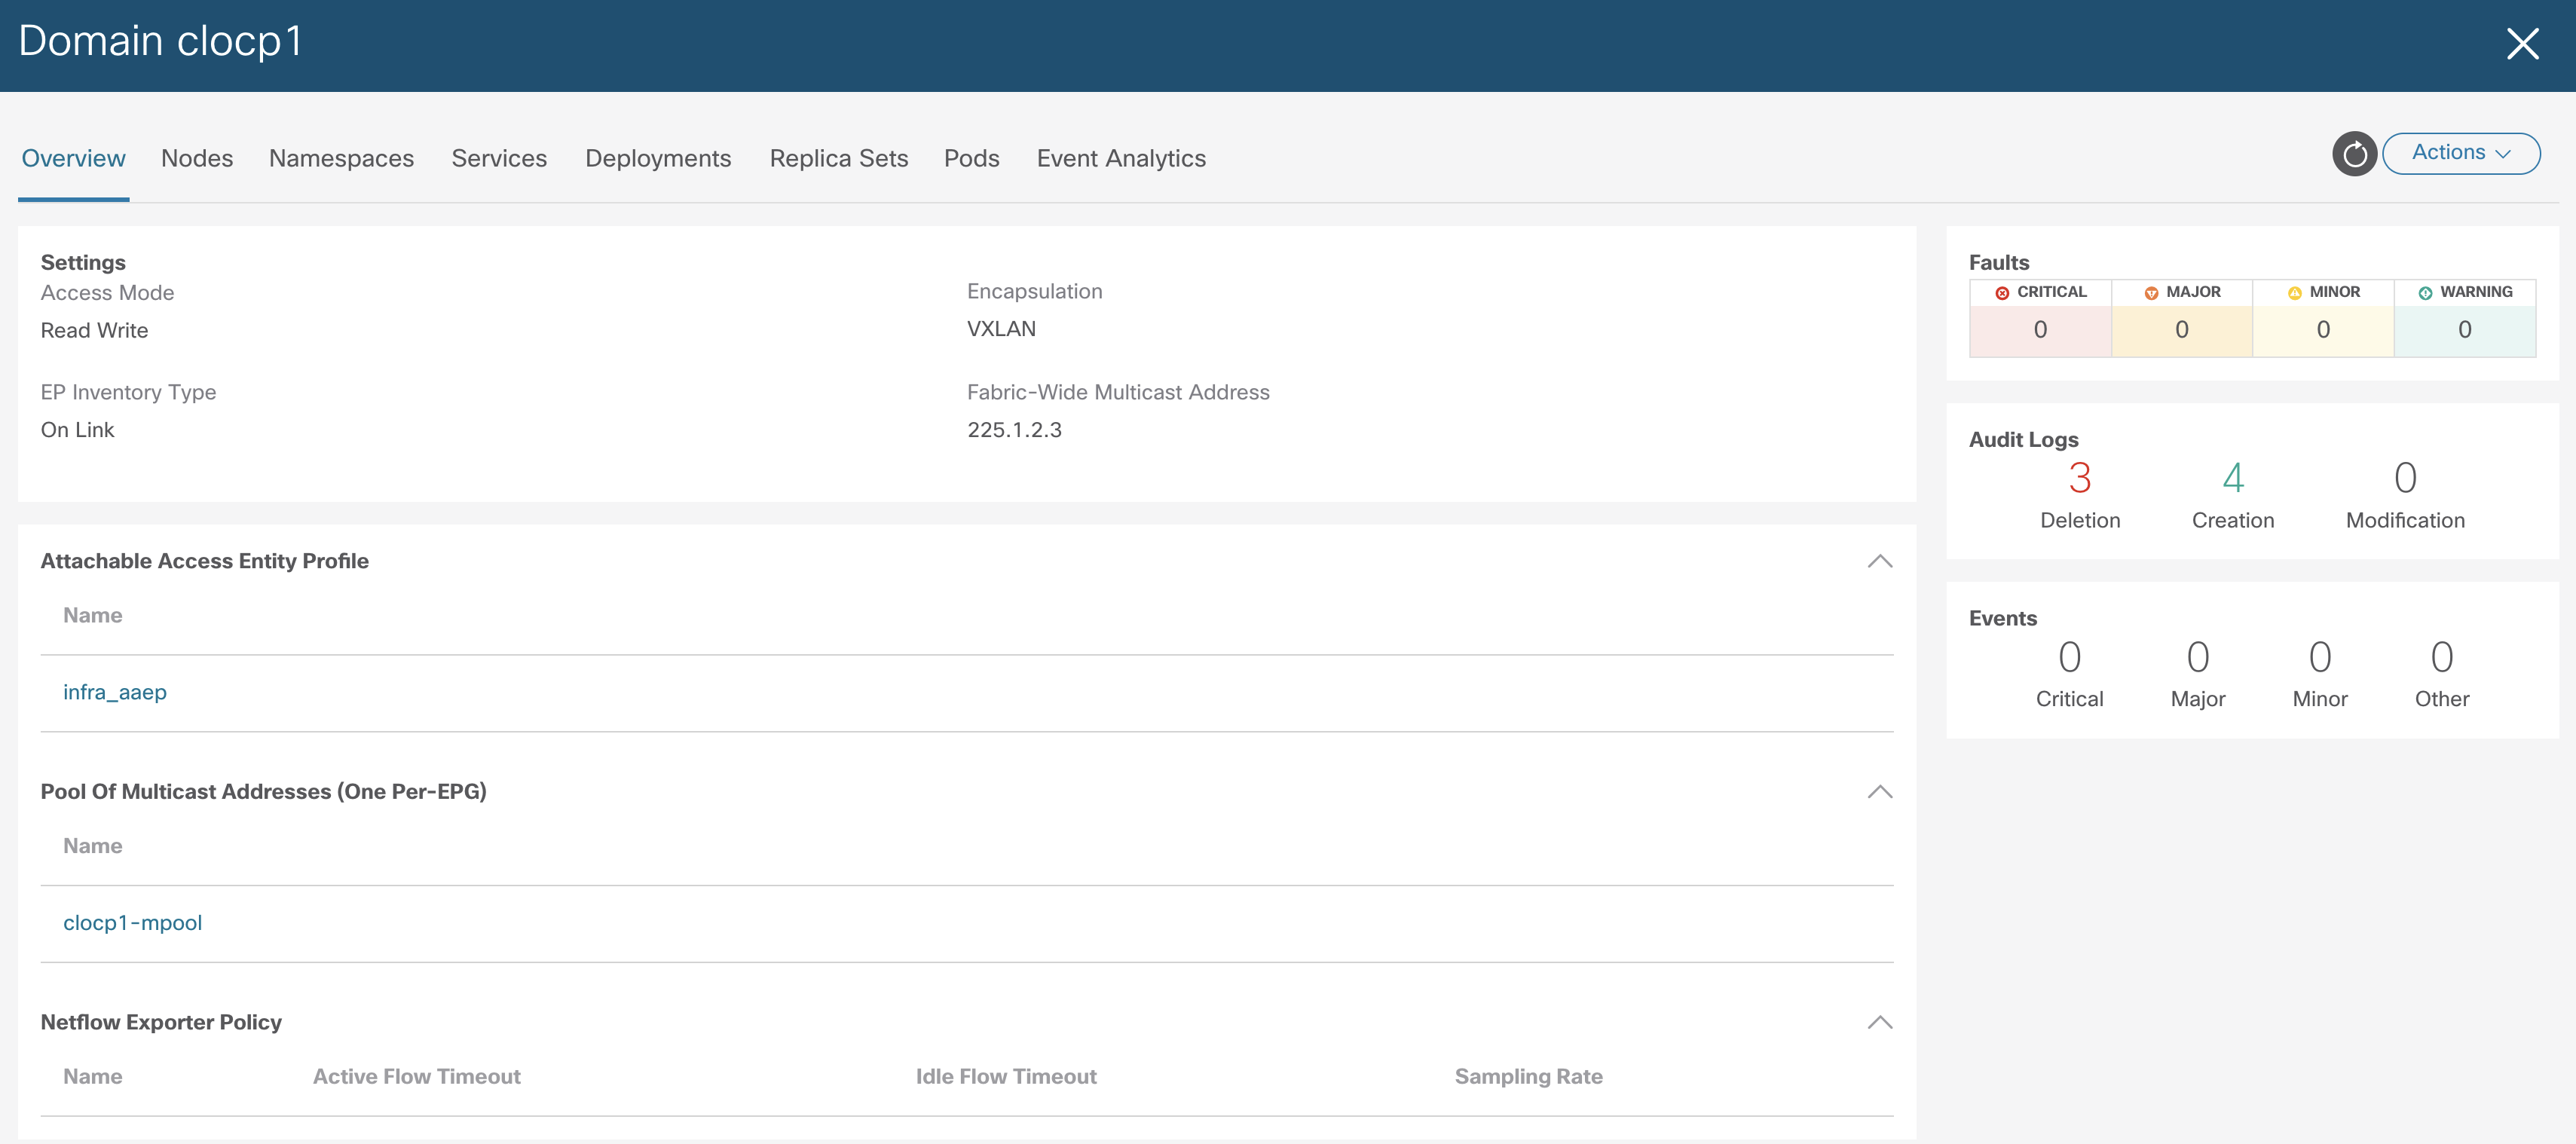 Domain clocp1
Overview Nodes Namespaces Services Deployments Replica Sets Pods Event Analytics
Actions
Settings
Access Mode
Read Write
Encapsulation
VXLAN
EP Inventory Type
On Link
Fabric-Wide Multicast Address
225.1.2.3
Attachable Access Entity Profile
Name
infra_aaep
Pool Of Multicast Addresses (One Per-EPG)
Name
clocp1-mpool
Netflow Exporter Policy
Name Active Flow Timeout Idle Flow Timeout Sampling Rate
Faults
CRITICAL MAJOR MINOR WARNING
0 0 0 0
Audit Logs
3 4 0
Deletion Creation Modification
Events
0 0 0 0
Critical Major Minor Other